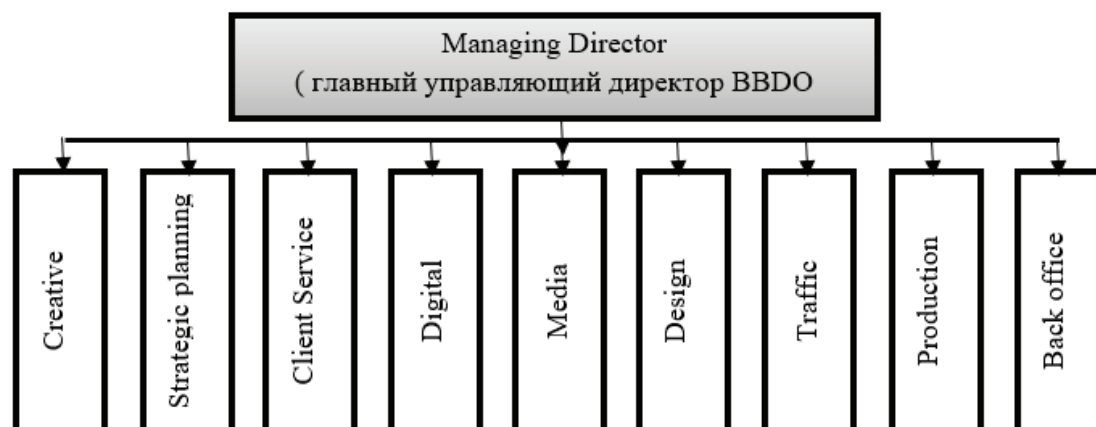 Managing Director
( главный управляющий директор BBDO
Creative
Strategic planning
Client Service
Digital
Media
Design
Traffic
Production
Back office